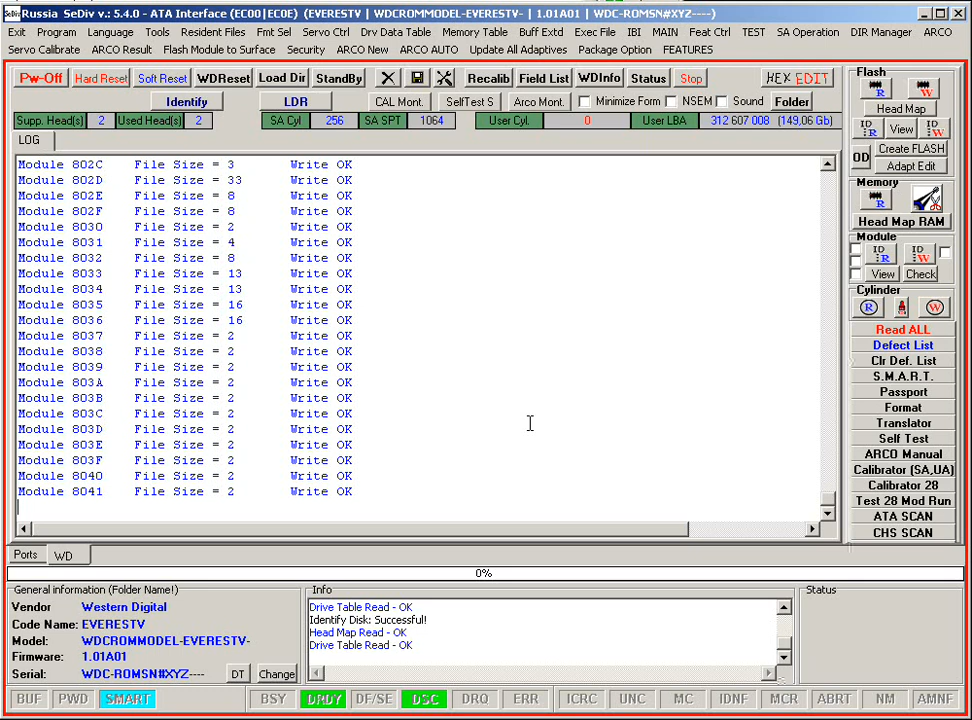 SeDiv Russia SeDiv v.: 5.4.0 - ATA Interface (EC00|EC0E) (EVERESTV | WDCROMMODEL-EVERESTV- | 1.01A01 | WDC-ROMSN#XYZ----)
Exit Program Language Tools Resident Files Fmt Sel Servo Ctrl Drv Data Table Memory Table Buff Extd Exec File IBI MAIN Feat Ctrl TEST SA Operation DIR Manager ARCO
Servo Calibrate ARCO Result Flash Module to Surface Security ARCO New ARCO AUTO Update All Adaptives Package Option FEATURES
Pw-Off Hard Reset Soft Reset WDReset Load Dir StandBy Recalib Field List WDInfo Status Stop HEX EDIT
Identify LDR CAL Mont. SelfTest S Arco Mont. Minimize Form NSEM Sound Folder
Supp. Head(s) 2 Used Head(s) 2 SA Cyl 256 SA SPT 1064 User Cyl. 0 User LBA 312 607 008 (149,06 Gb)
LOG
Module 802C File Size = 3 Write OK
Module 802D File Size = 33 Write OK
Module 802E File Size = 8 Write OK
Module 802F File Size = 8 Write OK
Module 8030 File Size = 2 Write OK
Module 8031 File Size = 4 Write OK
Module 8032 File Size = 8 Write OK
Module 8033 File Size = 13 Write OK
Module 8034 File Size = 13 Write OK
Module 8035 File Size = 16 Write OK
Module 8036 File Size = 16 Write OK
Module 8037 File Size = 2 Write OK
Module 8038 File Size = 2 Write OK
Module 8039 File Size = 2 Write OK
Module 803A File Size = 2 Write OK
Module 803B File Size = 2 Write OK
Module 803C File Size = 2 Write OK
Module 803D File Size = 2 Write OK
Module 803E File Size = 2 Write OK
Module 803F File Size = 2 Write OK
Module 8040 File Size = 2 Write OK
Module 8041 File Size = 2 Write OK
Flash
R W
Head Map
ID R View ID W
OD Create FLASH
Adapt Edit
Memory
R
Head Map RAM
Module
ID R ID W
View Check
Cylinder
R W
Read ALL
Defect List
Clr Def. List
S.M.A.R.T.
Passport
Format
Translator
Self Test
ARCO Manual
Calibrator (SA,UA)
Calibrator 28
Test 28 Mod Run
ATA SCAN
CHS SCAN
Ports WD
0%
General information (Folder Name!)
Vendor Western Digital
Code Name: EVERESTV
Model: WDCROMMODEL-EVERESTV-
Firmware: 1.01A01
Serial: WDC-ROMSN#XYZ---- DT Change
Info
Drive Table Read - OK
Identify Disk: Successful!
Head Map Read - OK
Drive Table Read - OK
Status
BUF PWD SMART BSY DRDY DF/SE DSC DRQ ERR ICRC UNC MC IDNF MCR ABRT NM AMNF